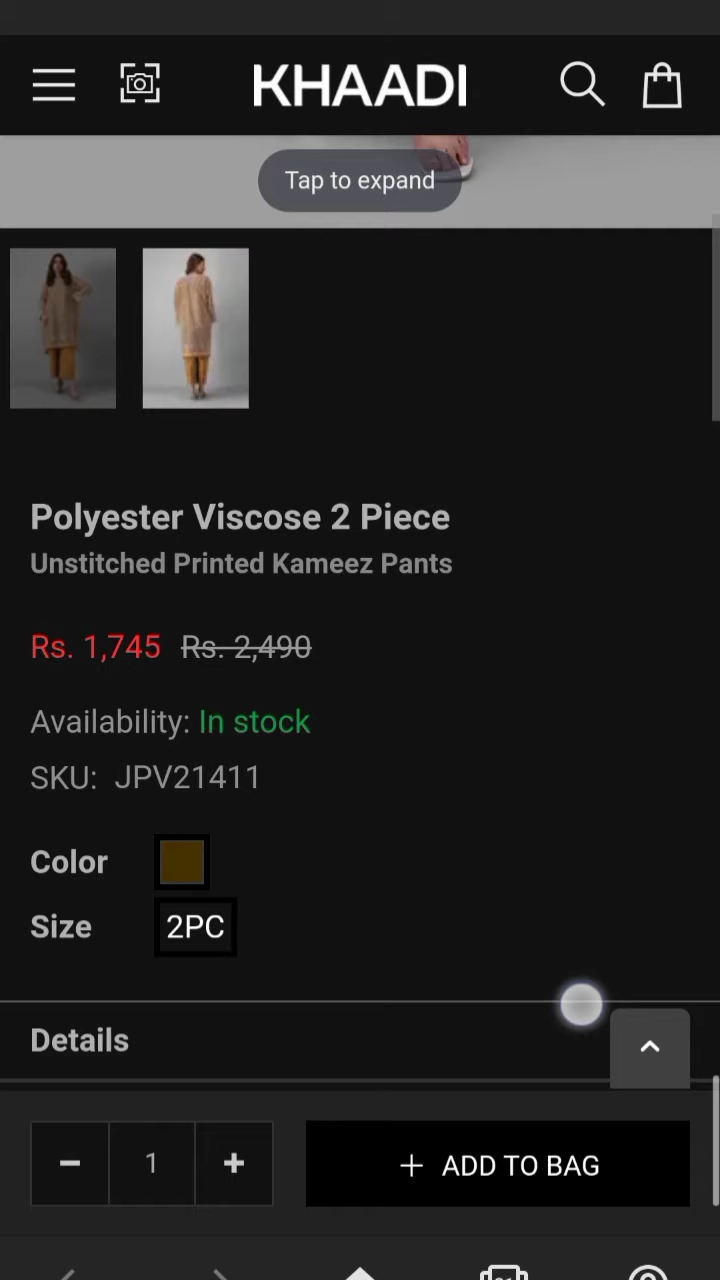 KHAADI
Tap to expand
Polyester Viscose 2 Piece
Unstitched Printed Kameez Pants
Rs. 1,745 Rs. 2,490
Availability: In stock
SKU: JPV21411
Color
Size 2PC
Details
− 1 + + ADD TO BAG